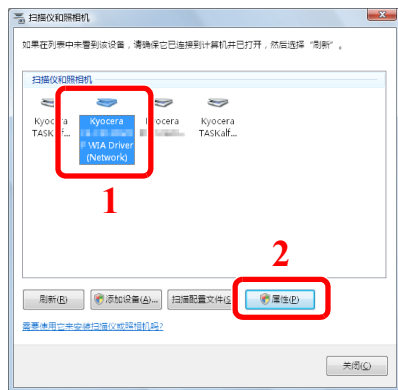 扫描仪和照相机
如果在列表中未看到该设备，请确保它已连接到计算机并已打开，然后选择“刷新”。
扫描仪和照相机
Kyocera
TASKalf...
Kyocera
WIA Driver
(Network)
Kyocera
Kyocera
TASKalf...
1
2
刷新(R)
添加设备(A)...
扫描配置文件(S
属性(P)
需要使用它来安装扫描仪或照相机吗?
关闭(C)